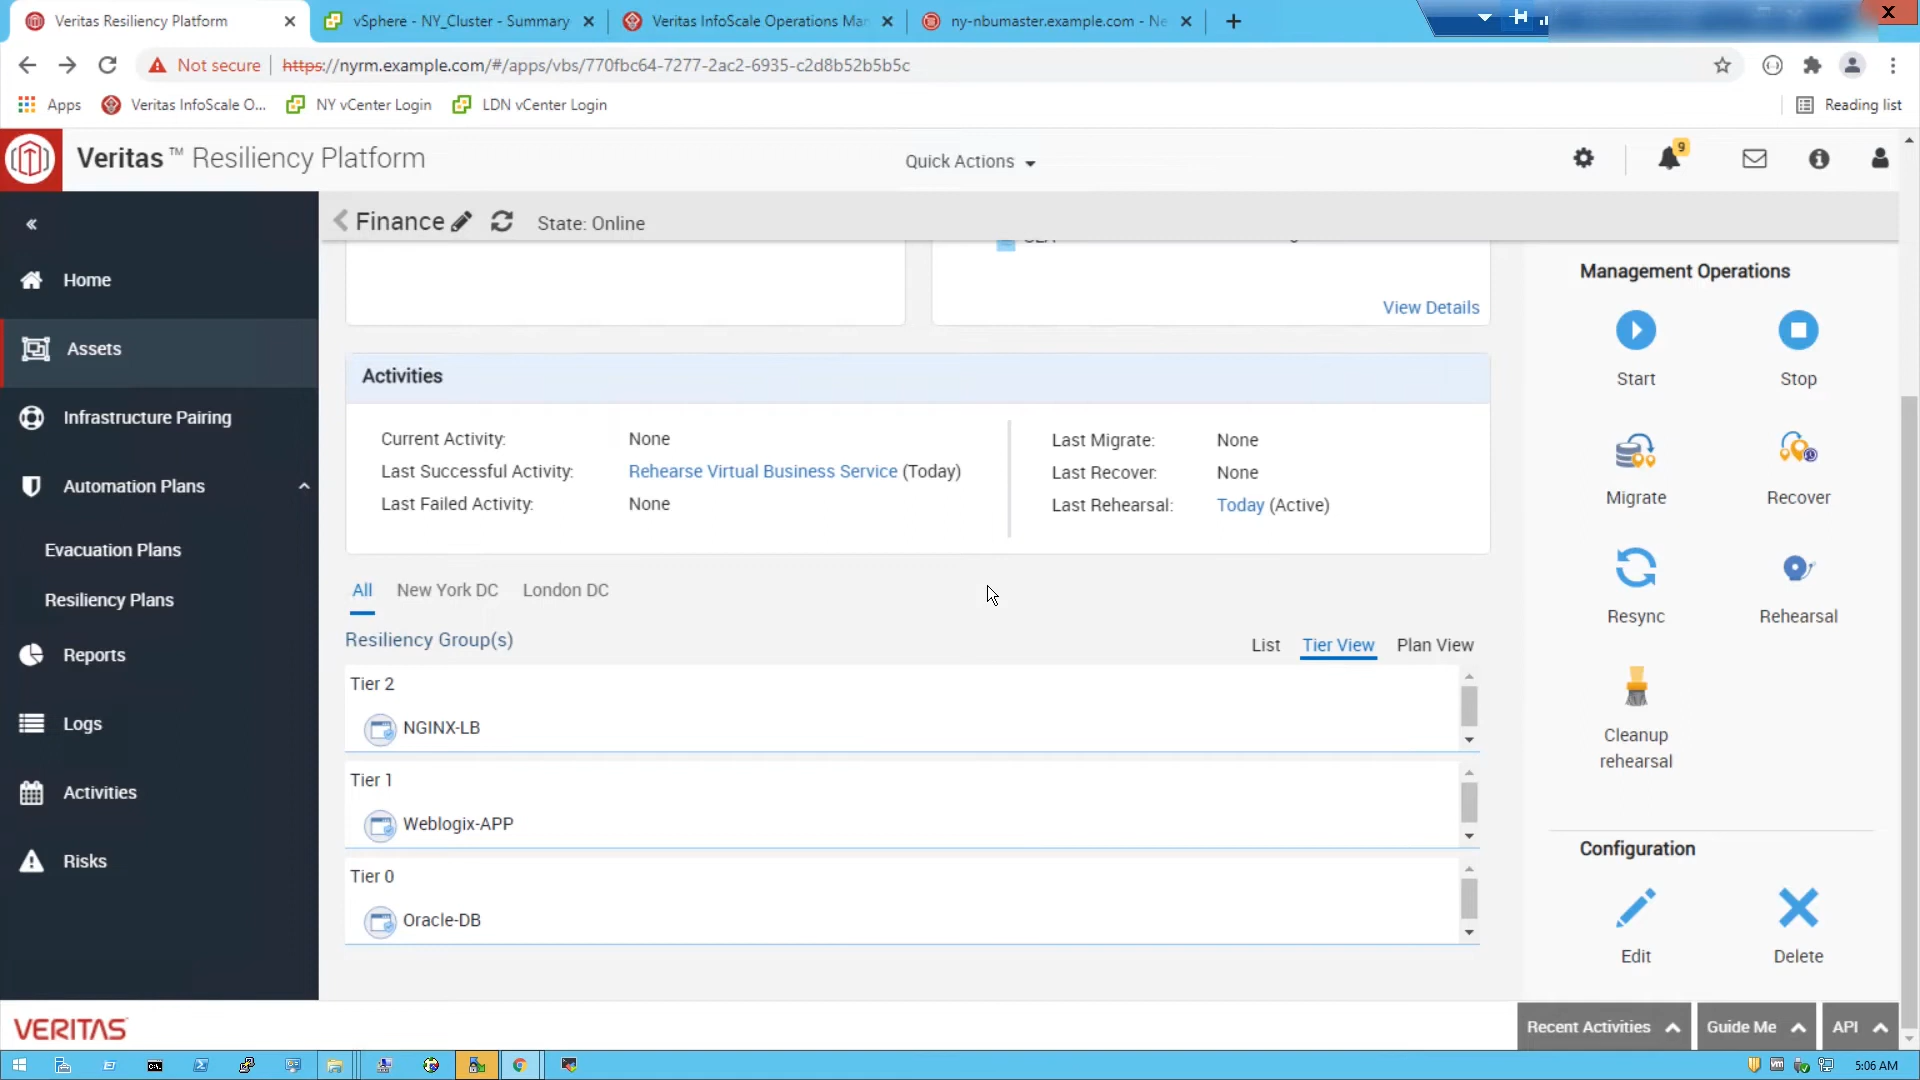 Veritas Resiliency Platform
vSphere - NY_Cluster - Summary
Veritas InfoScale Operations Man
ny-nbumaster.example.com - Ne
Not secure
https://nyrm.example.com/#/apps/vbs/770fbc64-7277-2ac2-6935-c2d8b52b5b5c
Apps
Veritas InfoScale O...
NY vCenter Login
LDN vCenter Login
Reading list
Veritas™ Resiliency Platform
Quick Actions
9
Finance
State: Online
Home
Assets
Infrastructure Pairing
Automation Plans
Evacuation Plans
Resiliency Plans
Reports
Logs
Activities
Risks
View Details
Activities
Current Activity: None
Last Successful Activity: Rehearse Virtual Business Service (Today)
Last Failed Activity: None
Last Migrate: None
Last Recover: None
Last Rehearsal: Today (Active)
All
New York DC
London DC
Resiliency Group(s)
List
Tier View
Plan View
Tier 2
NGINX-LB
Tier 1
Weblogix-APP
Tier 0
Oracle-DB
Management Operations
Start
Stop
Migrate
Recover
Resync
Rehearsal
Cleanup
rehearsal
Configuration
Edit
Delete
VERITAS
Recent Activities
Guide Me
API
5:06 AM